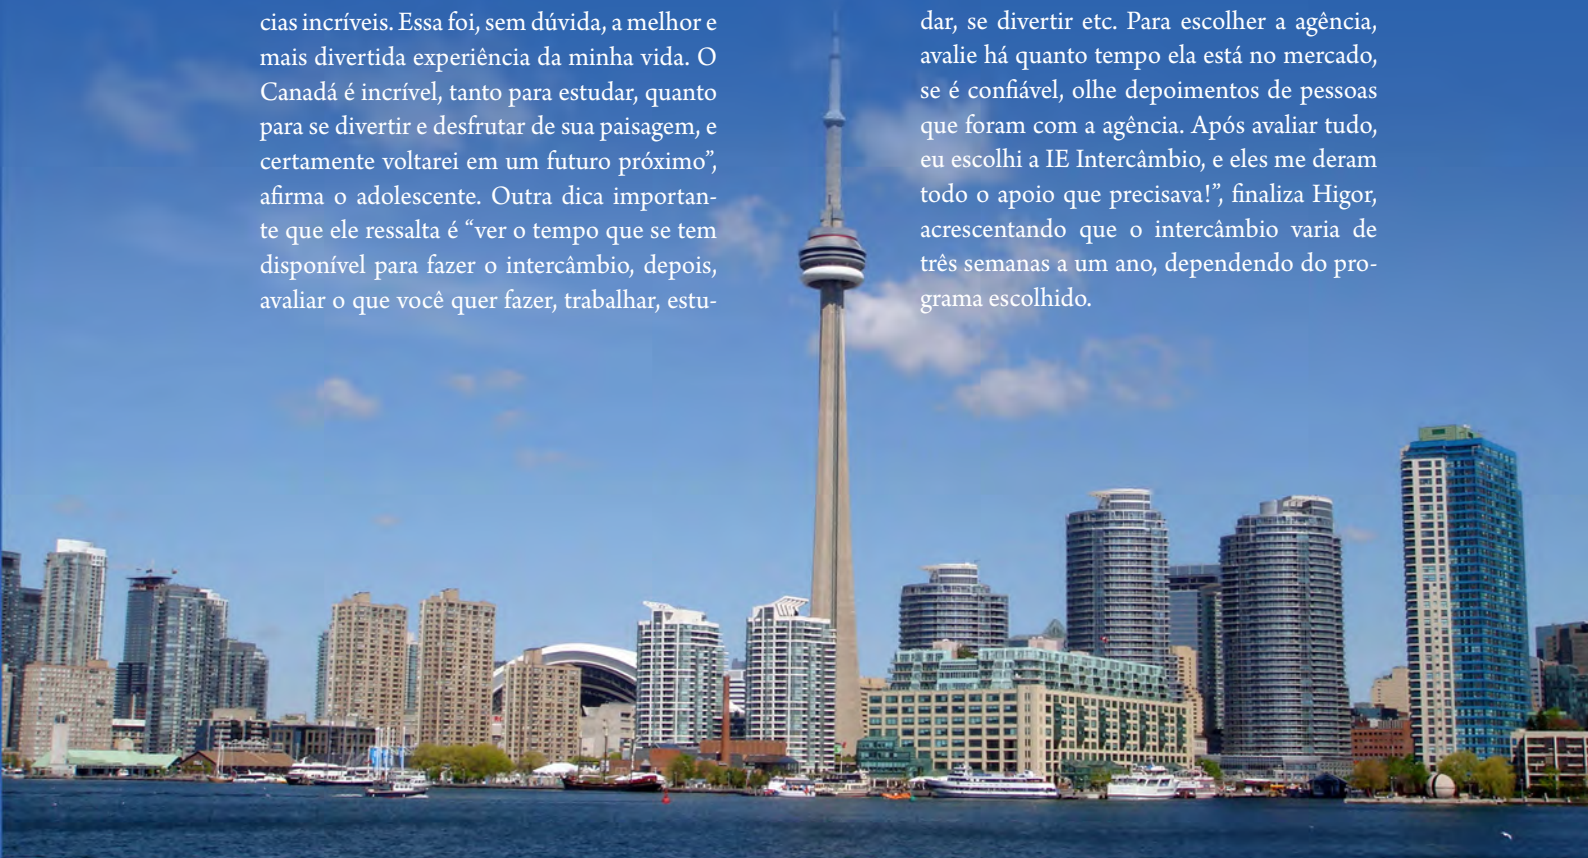 cias incríveis. Essa foi, sem dúvida, a melhor e
mais divertida experiência da minha vida. O
Canadá é incrível, tanto para estudar, quanto
para se divertir e desfrutar de sua paisagem, e
certamente voltarei em um futuro próximo”,
afirma o adolescente. Outra dica importan-
te que ele ressalta é “ver o tempo que se tem
disponível para fazer o intercâmbio, depois,
avaliar o que você quer fazer, trabalhar, estu-
dar, se divertir etc. Para escolher a agência,
avalie há quanto tempo ela está no mercado,
se é confiável, olhe depoimentos de pessoas
que foram com a agência. Após avaliar tudo,
eu escolhi a IE Intercâmbio, e eles me deram
todo o apoio que precisava!”, finaliza Higor,
acrescentando que o intercâmbio varia de
três semanas a um ano, dependendo do pro-
grama escolhido.